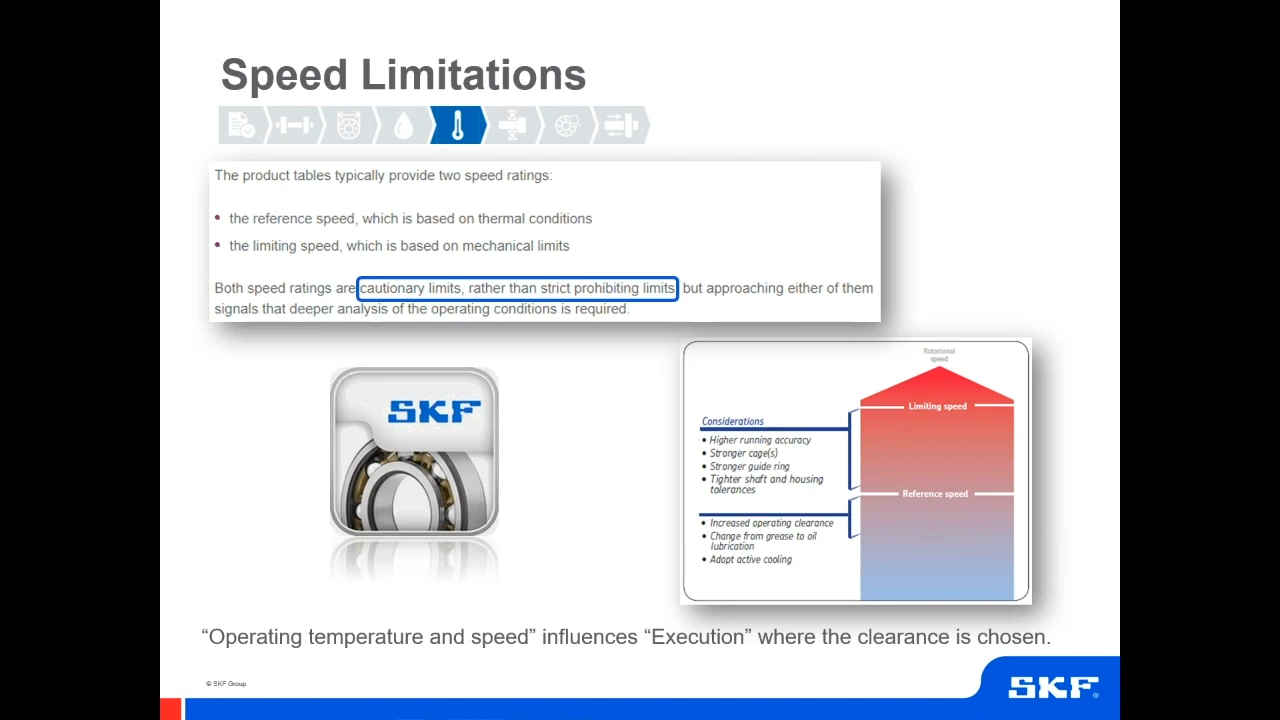 Speed Limitations
The product tables typically provide two speed ratings:
• the reference speed, which is based on thermal conditions
• the limiting speed, which is based on mechanical limits
Both speed ratings are cautionary limits, rather than strict prohibiting limits, but approaching either of them
signals that deeper analysis of the operating conditions is required.
SKF
Rotational
speed
Limiting speed
Considerations
• Higher running accuracy
• Stronger cage(s)
• Stronger guide ring
• Tighter shaft and housing
tolerances
Reference speed
• Increased operating clearance
• Change from grease to oil
lubrication
• Adopt active cooling
“Operating temperature and speed” influences “Execution” where the clearance is chosen.
© SKF Group
SKF®